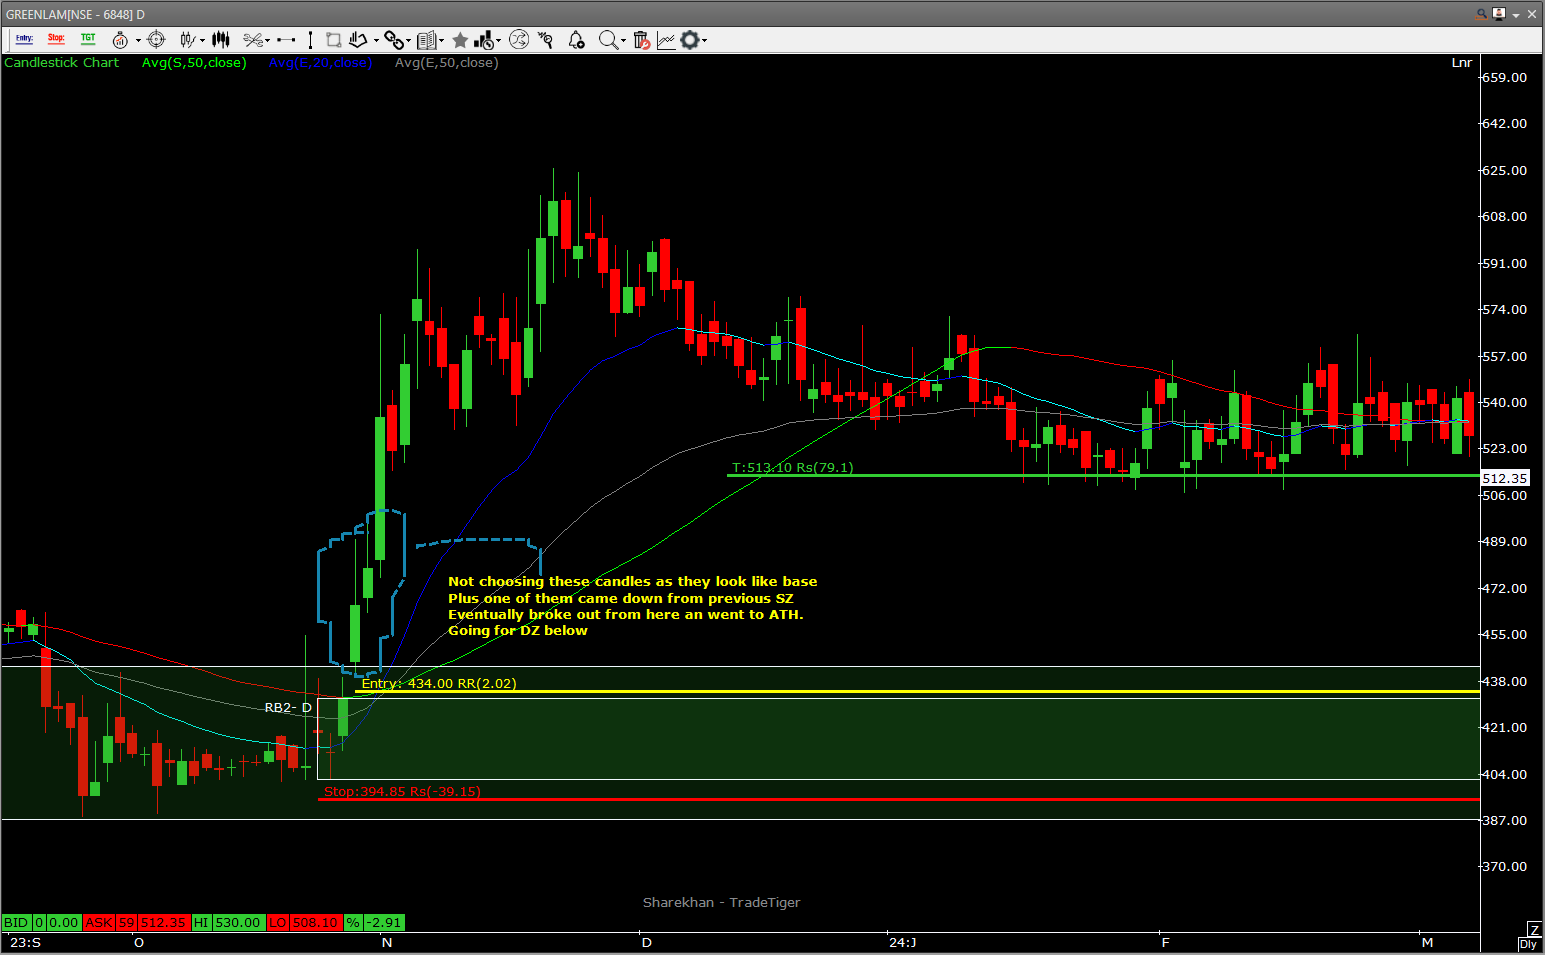 GREENLAM[NSE - 6848] D
Entry: Stop: TGT
Candlestick Chart Avg(S,50,close) Avg(E,20,close) Avg(E,50,close) Lnr
659.00
642.00
625.00
608.00
591.00
574.00
557.00
540.00
523.00
T:513.10 Rs(79.1)
512.35
506.00
489.00
Not choosing these candles as they look like base
472.00
Plus one of them came down from previous SZ
Eventually broke out from here an went to ATH.
Going for DZ below
455.00
Entry: 434.00 RR(2.02)
438.00
RB2- D
421.00
404.00
Stop:394.85 Rs(-39.15)
387.00
370.00
Sharekhan - TradeTiger
BID 0 0.00 ASK 59 512.35 HI 530.00 LO 508.10 % -2.91
Z
23:S O N D 24:J F M Dly